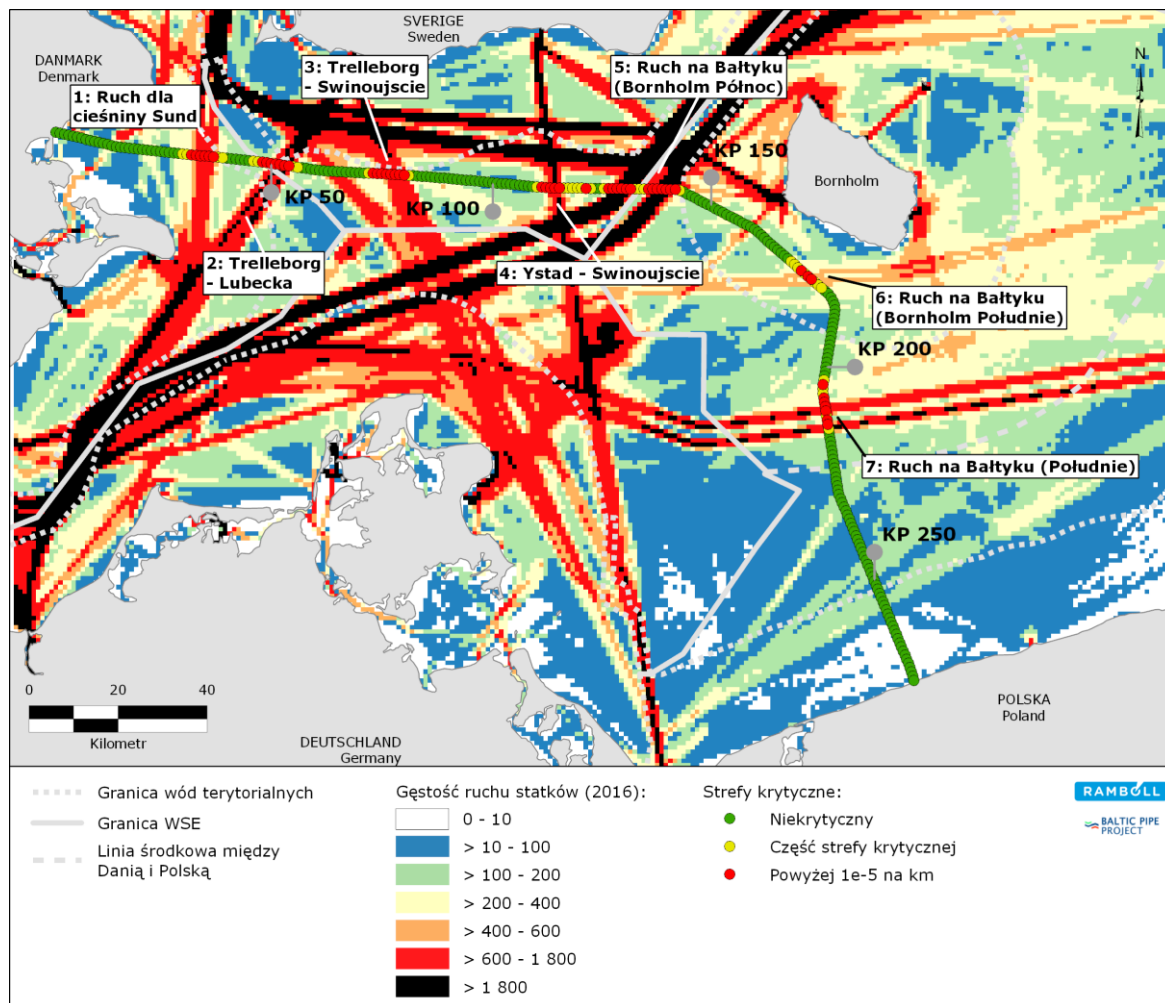 SVERIGE
Sweden
DANMARK
Denmark
3: Trelleborg
- Swinoujscie
5: Ruch na Bałtyku
(Bornholm Północ)
N
1: Ruch dla
cieśniny Sund
KP 150
Bornholm
KP 50
KP 100
2: Trelleborg
- Lubecka
4: Ystad - Swinoujscie
6: Ruch na Bałtyku
(Bornholm Południe)
KP 200
7: Ruch na Bałtyku (Południe)
KP 250
0 20 40
Kilometr
POLSKA
Poland
DEUTSCHLAND
Germany
Granica wód terytorialnych
Granica WSE
Linia środkowa między
Danią i Polską
Gęstość ruchu statków (2016):
0 - 10
> 10 - 100
> 100 - 200
> 200 - 400
> 400 - 600
> 600 - 1 800
> 1 800
Strefy krytyczne:
Niekrytyczny
Część strefy krytycznej
Powyżej 1e-5 na km
RAMBOLL
BALTIC PIPE
PROJECT